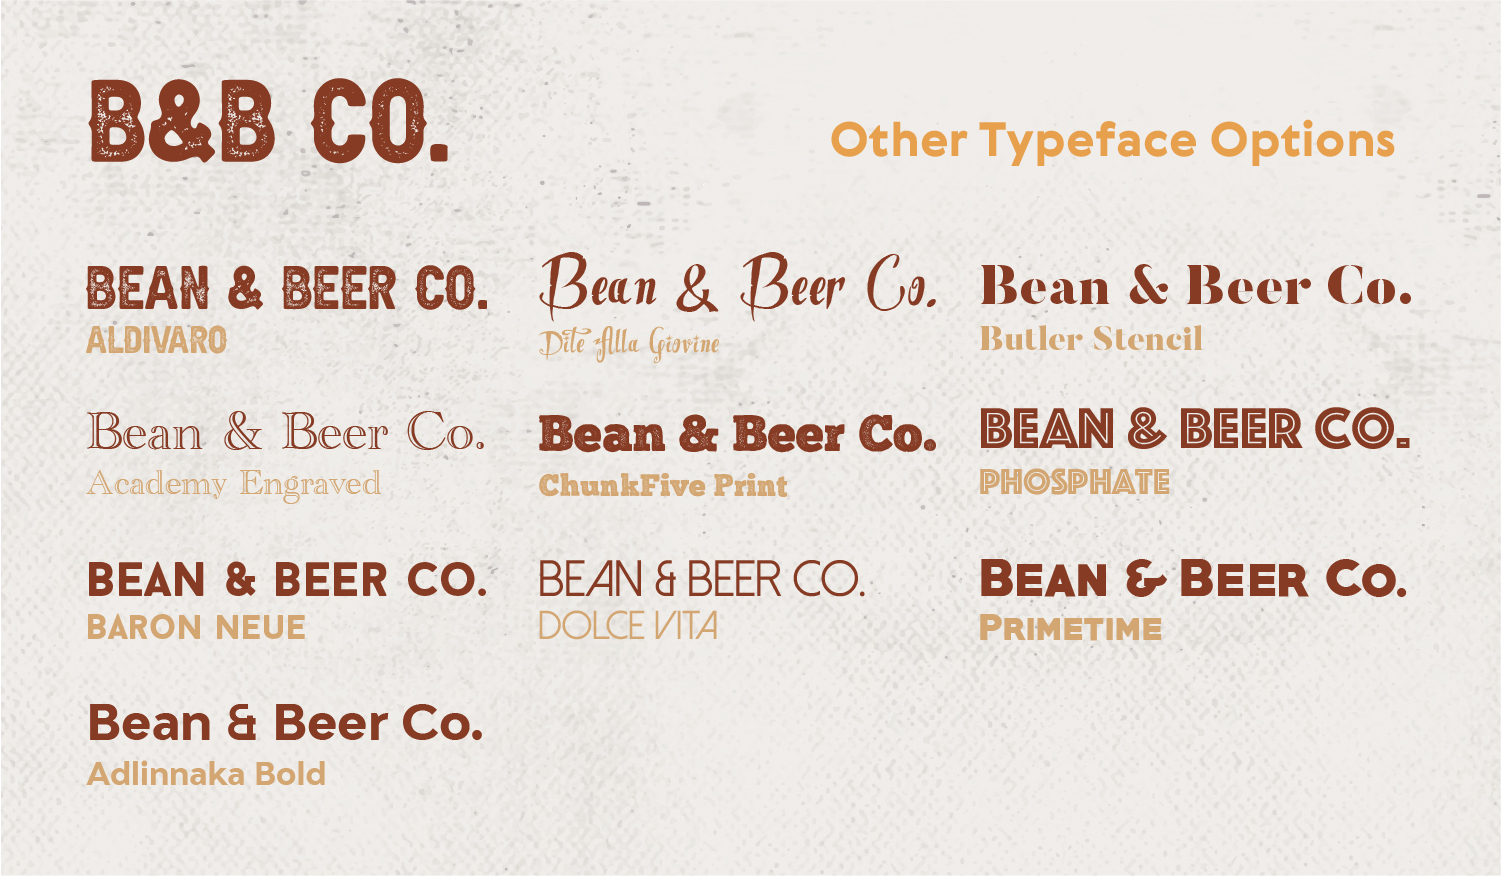 B&B CO.
Other Typeface Options
BEAN & BEER CO.
ALDIVARO
Bean & Beer Co.
Dite Alla Giovine
Bean & Beer Co.
Butler Stencil
Bean & Beer Co.
Academy Engraved
Bean & Beer Co.
ChunkFive Print
BEAN & BEER CO.
PHOSPHATE
BEAN & BEER CO.
BARON NEUE
BEAN & BEER CO.
DOLCE VITA
BEAN & BEER CO.
PRIMETIME
Bean & Beer Co.
Adlinnaka Bold